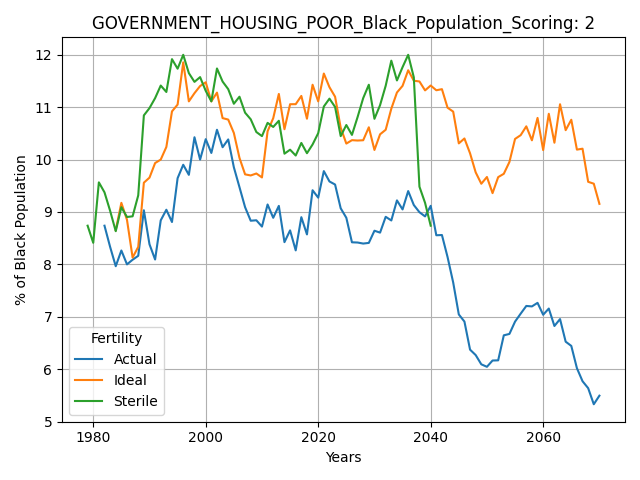 GOVERNMENT_HOUSING_POOR_Black_Population_Scoring: 2
% of Black Population
12
11
10
9
8
7
6
5
Fertility
Actual
Ideal
Sterile
1980 2000 2020 2040 2060
Years